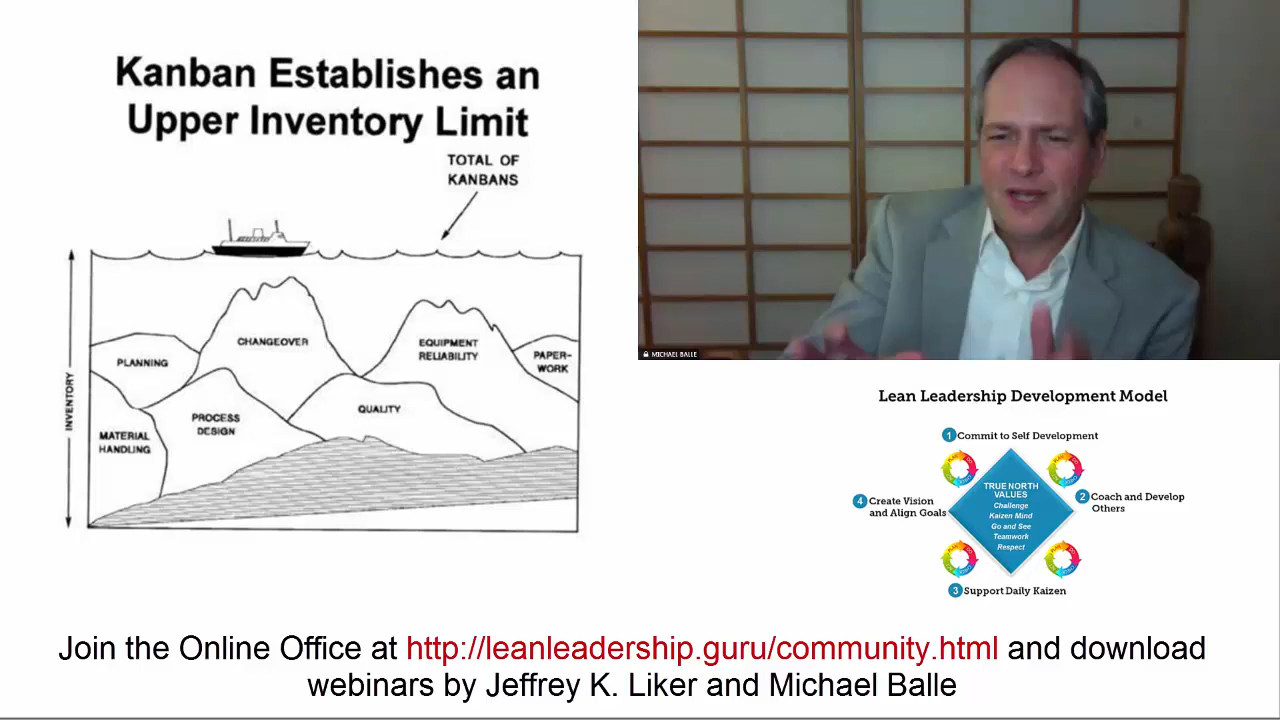 Kanban Establishes an
Upper Inventory Limit
TOTAL OF
KANBANS
INVENTORY
PLANNING
CHANGEOVER
EQUIPMENT
RELIABILITY
PAPER-
WORK
MATERIAL
HANDLING
PROCESS
DESIGN
QUALITY
MICHAEL BALLE
Lean Leadership Development Model
1 Commit to Self Development
2 Coach and Develop
Others
3 Support Daily Kaizen
4 Create Vision
and Align Goals
TRUE NORTH
VALUES
Challenge
Kaizen Mind
Go and See
Teamwork
Respect
Join the Online Office at http://leanleadership.guru/community.html and download
webinars by Jeffrey K. Liker and Michael Balle